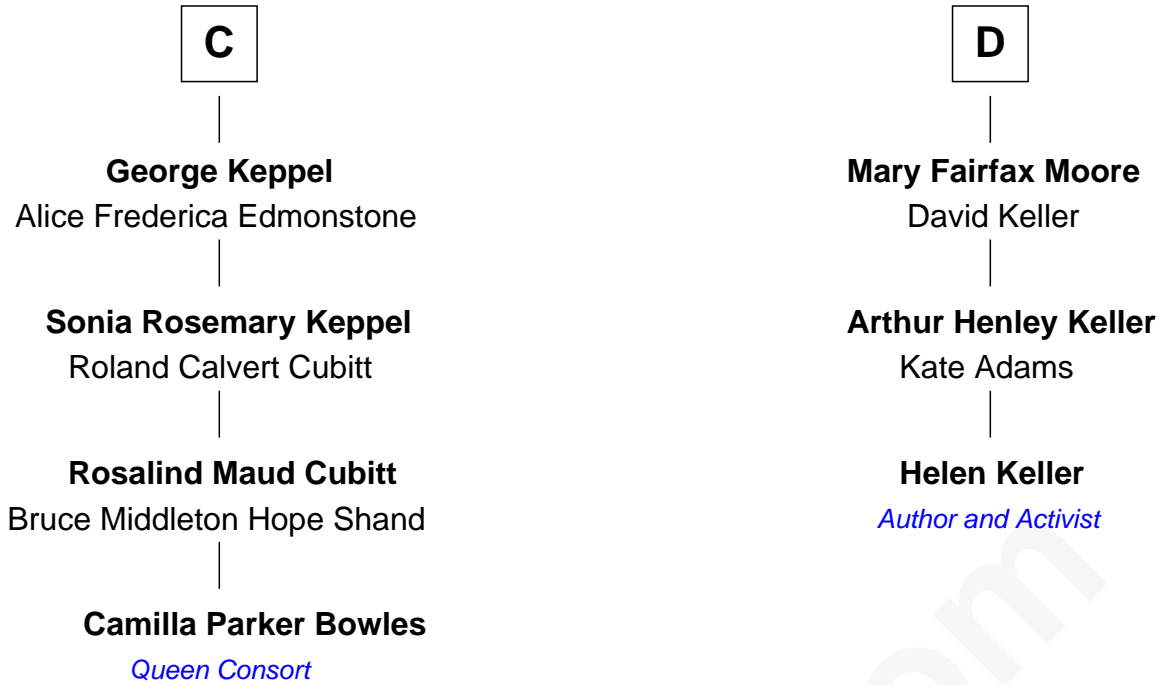 C
George Keppel
Alice Frederica Edmonstone
Sonia Rosemary Keppel
Roland Calvert Cubitt
Rosalind Maud Cubitt
Bruce Middleton Hope Shand
Camilla Parker Bowles
Queen Consort
D
Mary Fairfax Moore
David Keller
Arthur Henley Keller
Kate Adams
Helen Keller
Author and Activist
om